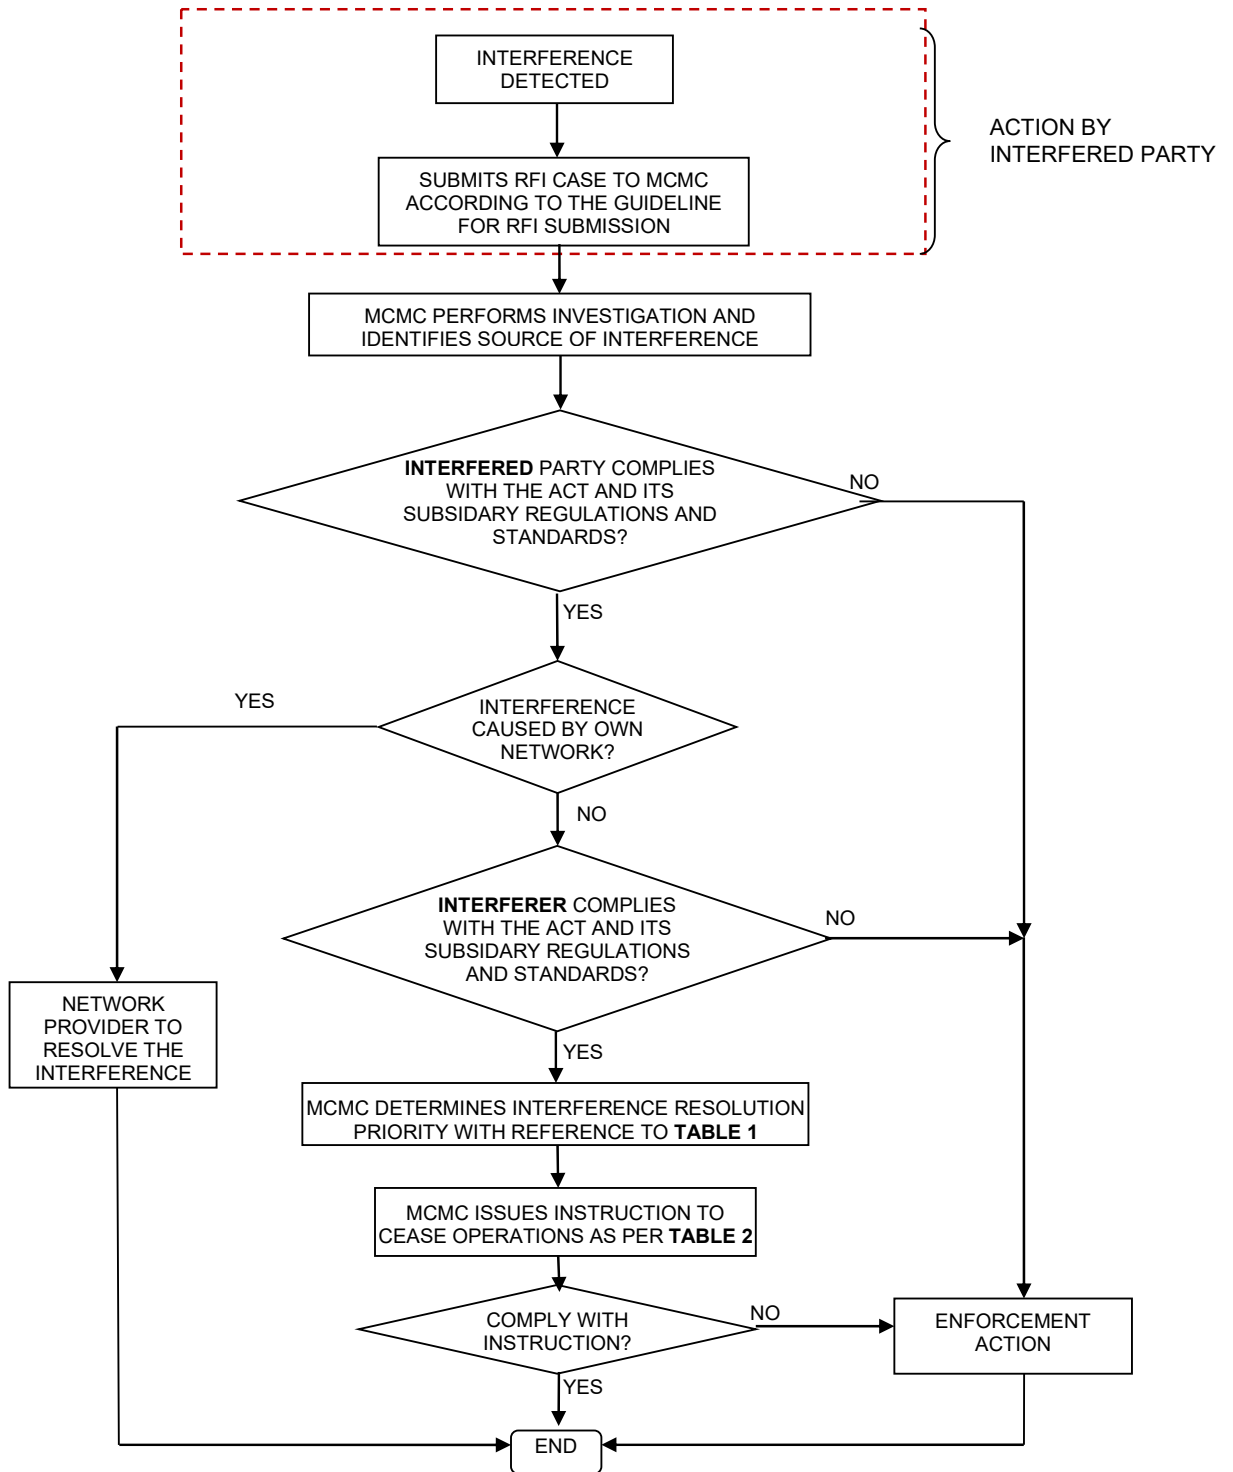 INTERFERENCE
DETECTED
ACTION BY
INTERFERED PARTY
SUBMITS RFI CASE TO MCMC
ACCORDING TO THE GUIDELINE
FOR RFI SUBMISSION
MCMC PERFORMS INVESTIGATION AND
IDENTIFIES SOURCE OF INTERFERENCE
INTERFERED PARTY COMPLIES
WITH THE ACT AND ITS
SUBSIDARY REGULATIONS AND
STANDARDS?
NO
YES
INTERFERENCE
CAUSED BY OWN
NETWORK?
YES
NO
INTERFERER COMPLIES
WITH THE ACT AND ITS
SUBSIDARY REGULATIONS
AND STANDARDS?
NO
YES
NETWORK
PROVIDER TO
RESOLVE THE
INTERFERENCE
MCMC DETERMINES INTERFERENCE RESOLUTION
PRIORITY WITH REFERENCE TO TABLE 1
MCMC ISSUES INSTRUCTION TO
CEASE OPERATIONS AS PER TABLE 2
COMPLY WITH
INSTRUCTION?
NO
YES
ENFORCEMENT
ACTION
END